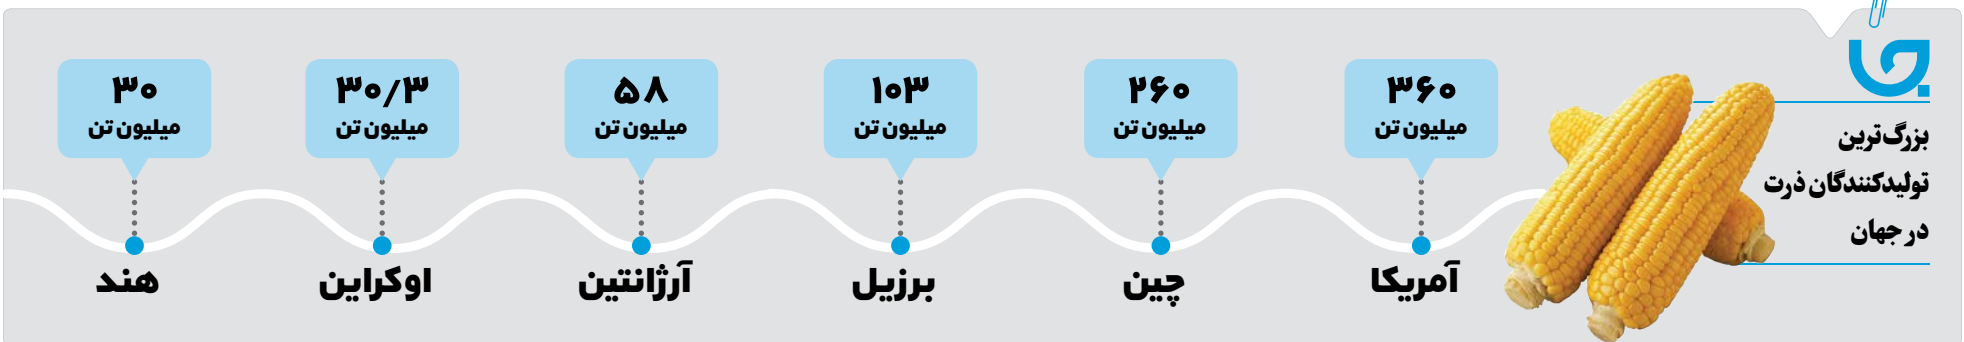 بزرگ‌ترین
تولیدکنندگان ذرت
در جهان
۳۶۰
میلیون تن
آمریکا
۲۶۰
میلیون تن
چین
۱۰۳
میلیون تن
برزیل
۵۸
میلیون تن
آرژانتین
۳۰/۳
میلیون تن
اوکراین
۳۰
میلیون تن
هند